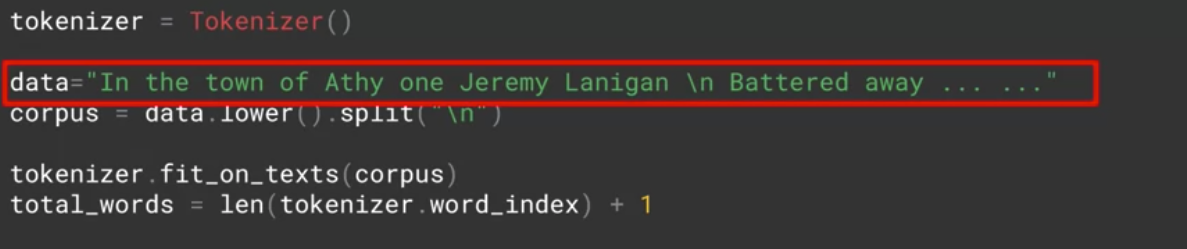 tokenizer = Tokenizer()
data="In the town of Athy one Jeremy Lanigan \n Battered away ... ..."
corpus = data.lower().split("\n")
tokenizer.fit_on_texts(corpus)
total_words = len(tokenizer.word_index) + 1